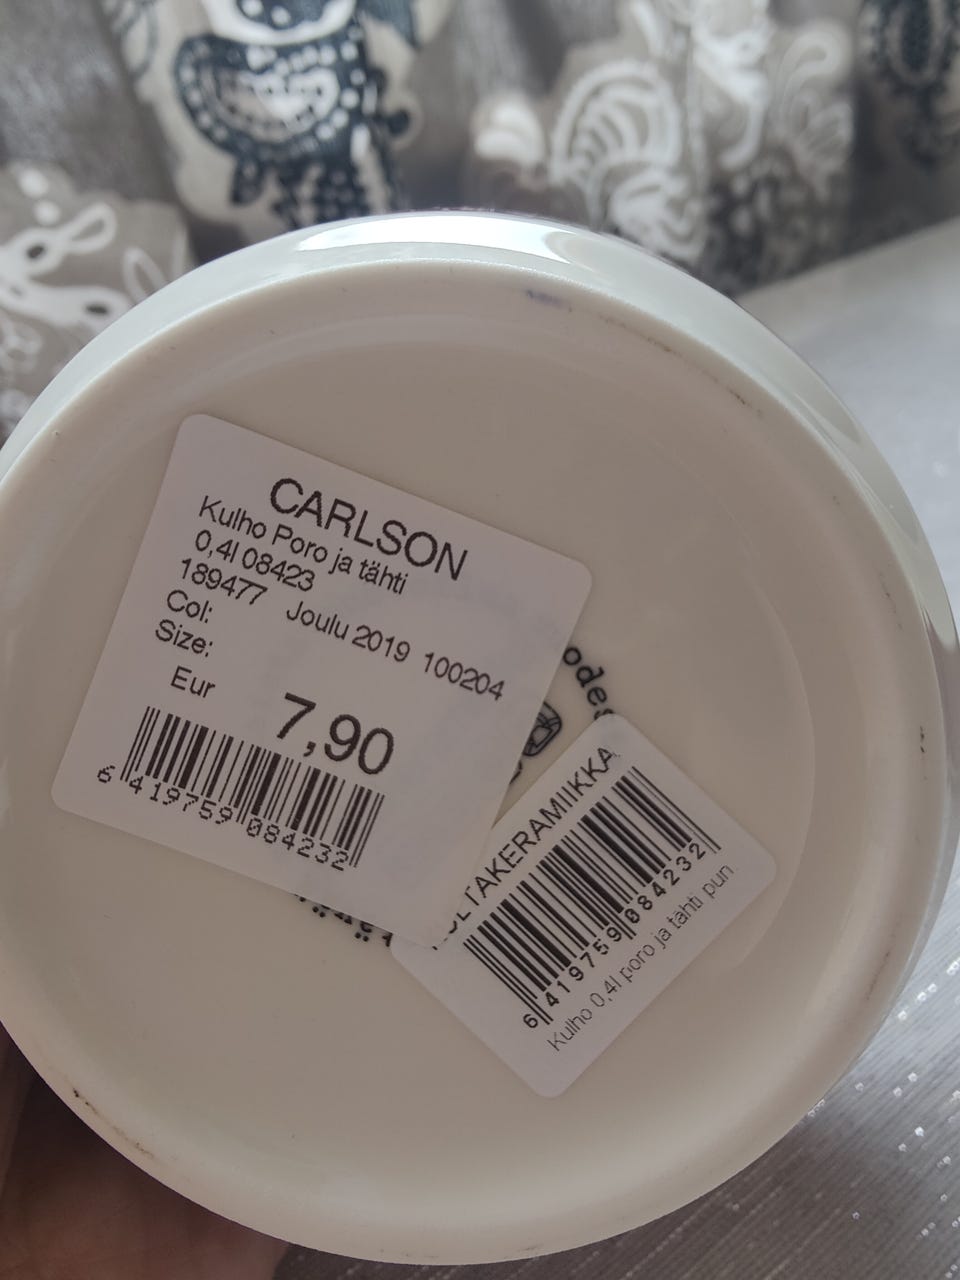 CARLSON
Kulho Poro ja tähti
0,4l 08423
189477 Joulu 2019 100204
Col:
Size:
Eur 7,90
6 419759 084232
6 419759 084232
Kulho 0,4l poro ja tähti pun